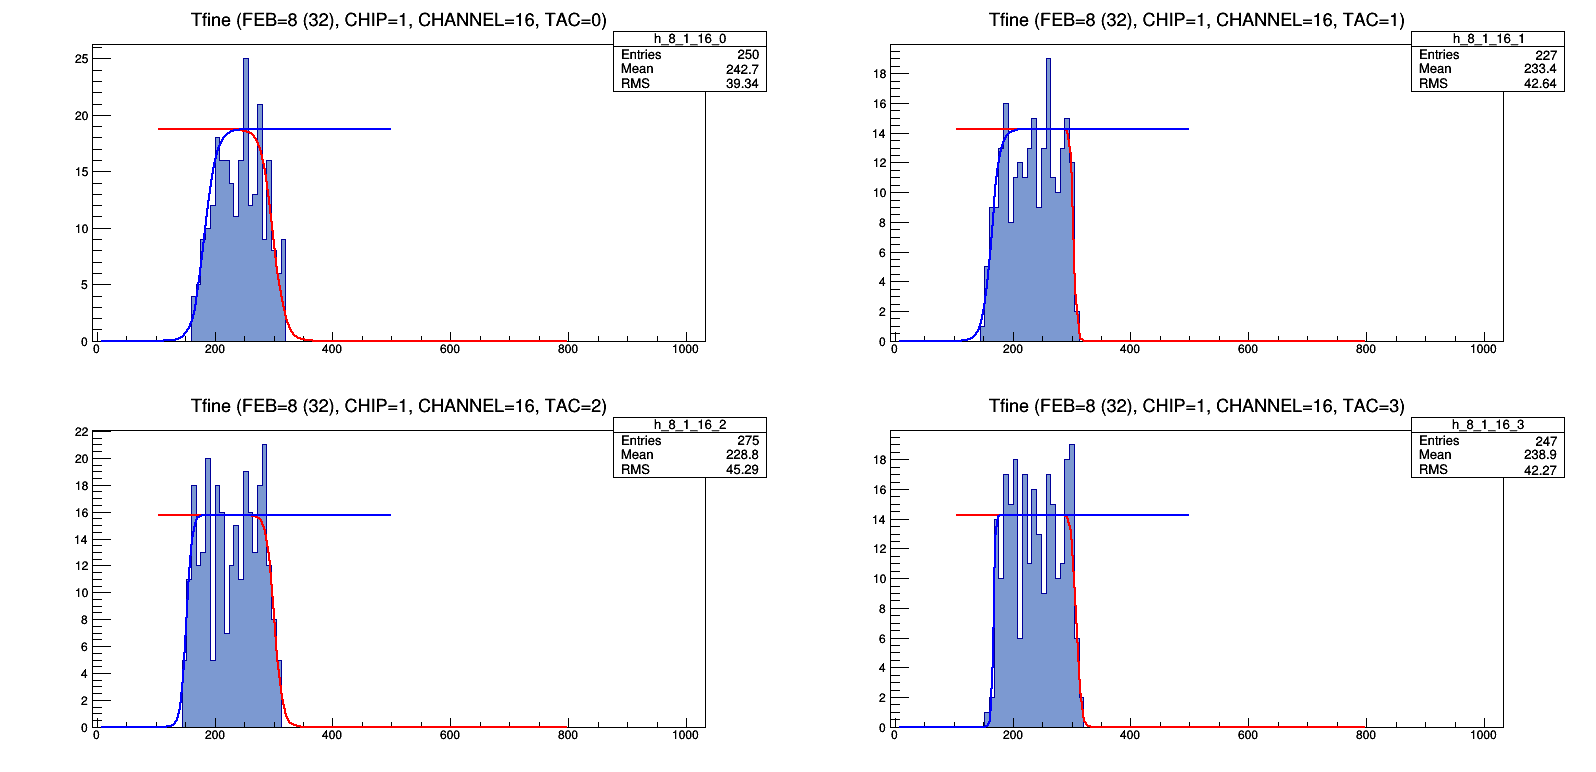 Tfine (FEB=8 (32), CHIP=1, CHANNEL=16, TAC=0)
h_8_1_16_0
Entries 250
Mean 242.7
RMS 39.34
25
20
15
10
5
0
0 200 400 600 800 1000
Tfine (FEB=8 (32), CHIP=1, CHANNEL=16, TAC=1)
h_8_1_16_1
Entries 227
Mean 233.4
RMS 42.64
18
16
14
12
10
8
6
4
2
0
0 200 400 600 800 1000
Tfine (FEB=8 (32), CHIP=1, CHANNEL=16, TAC=2)
h_8_1_16_2
Entries 275
Mean 228.8
RMS 45.29
22
20
18
16
14
12
10
8
6
4
2
0
0 200 400 600 800 1000
Tfine (FEB=8 (32), CHIP=1, CHANNEL=16, TAC=3)
h_8_1_16_3
Entries 247
Mean 238.9
RMS 42.27
18
16
14
12
10
8
6
4
2
0
0 200 400 600 800 1000